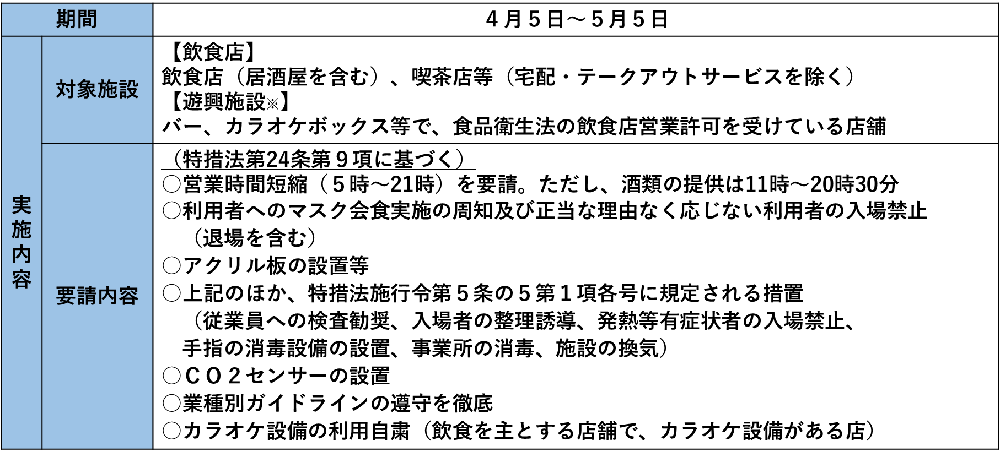 期間
４月５日～５月５日
実施内容
対象施設
【飲食店】
飲食店（居酒屋を含む）、喫茶店等（宅配・テークアウトサービスを除く）
【遊興施設※】
バー、カラオケボックス等で、食品衛生法の飲食店営業許可を受けている店舗
要請内容
（特措法第24条第９項に基づく）
○営業時間短縮（５時～21時）を要請。ただし、酒類の提供は11時～20時30分
○利用者へのマスク会食実施の周知及び正当な理由なく応じない利用者の入場禁止
（退場を含む）
○アクリル板の設置等
○上記のほか、特措法施行令第５条の５第１項各号に規定される措置
（従業員への検査勧奨、入場者の整理誘導、発熱等有症状者の入場禁止、
手指の消毒設備の設置、事業所の消毒、施設の換気）
○ＣＯ２センサーの設置
○業種別ガイドラインの遵守を徹底
○カラオケ設備の利用自粛（飲食を主とする店舗で、カラオケ設備がある店）